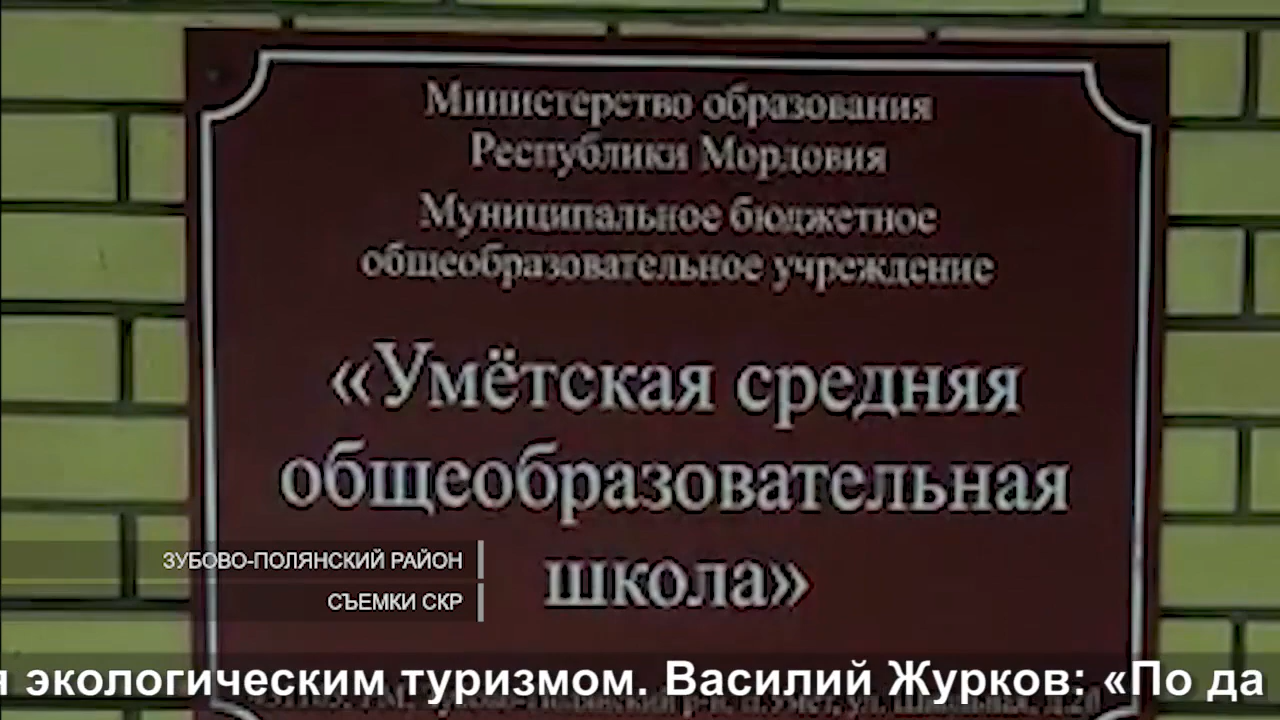 Министерство образования
Республики Мордовия
Муниципальное бюджетное
общеобразовательное учреждение
«Умётская средняя
общеобразовательная
школа»
ЗУБОВО-ПОЛЯНСКИЙ РАЙОН
СЪЕМКИ СКР
я экологическим туризмом. Василий Журков: «По да